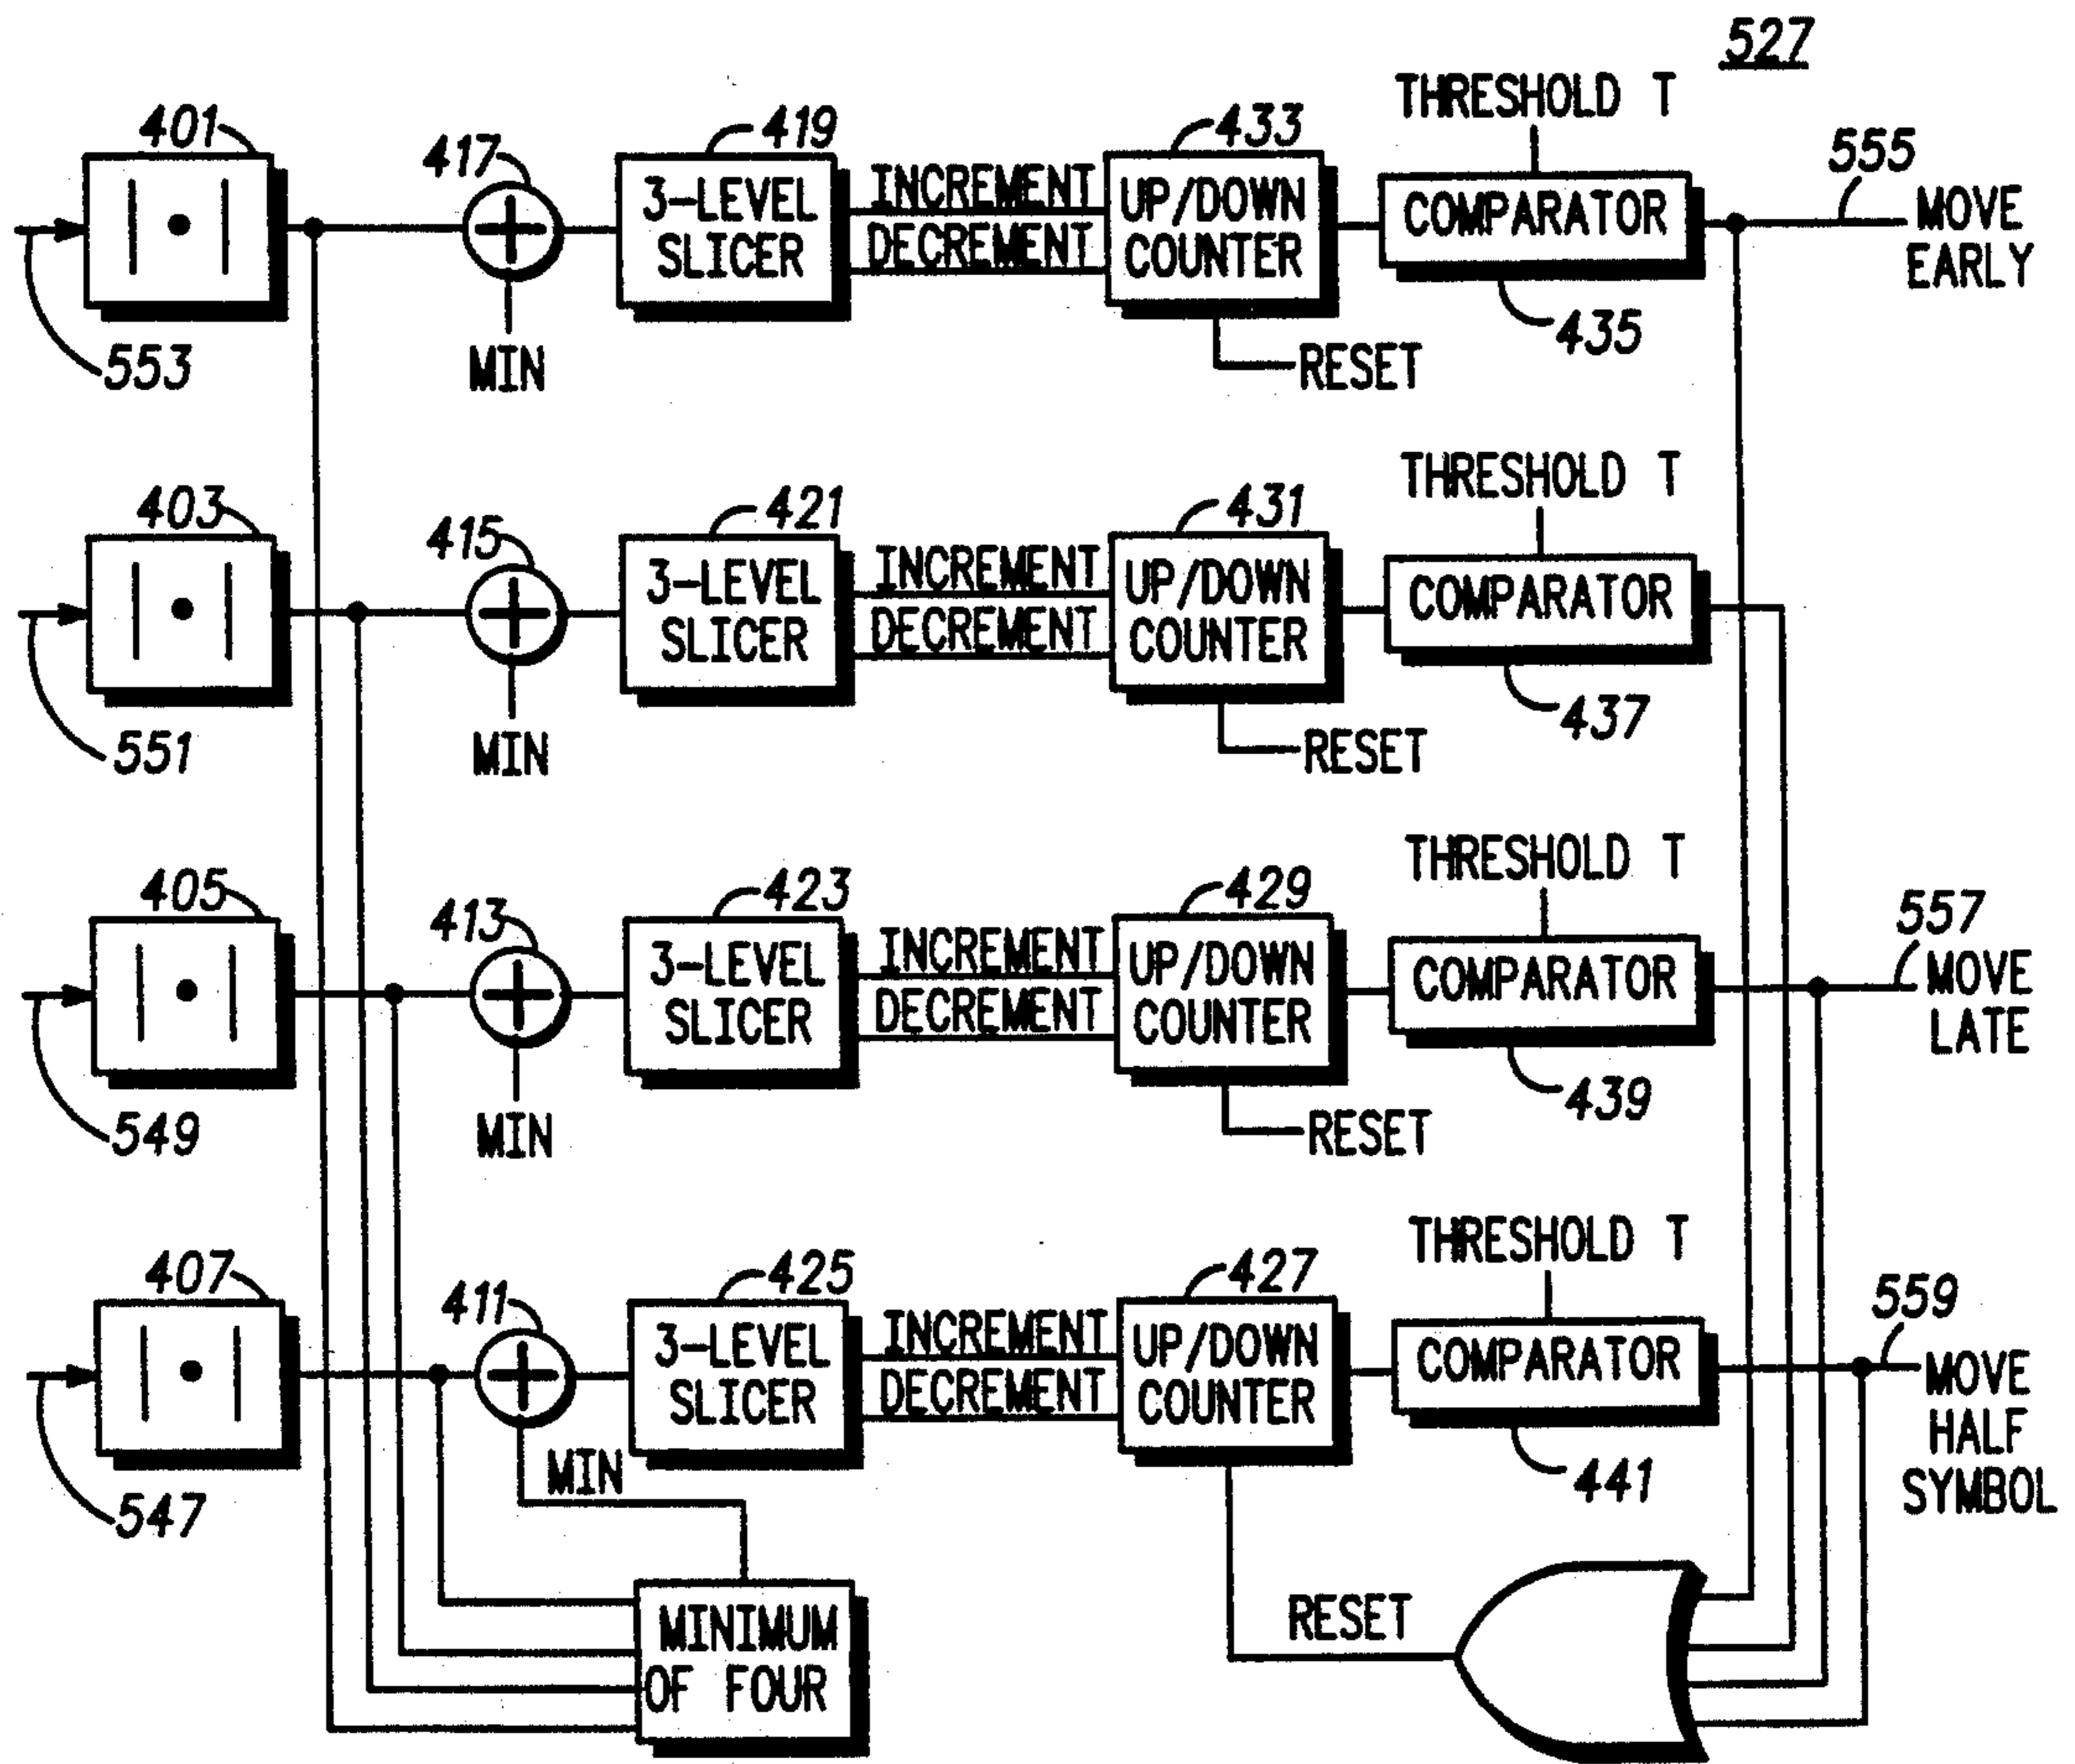 527
401
417
419
433
THRESHOLD T
555
3-LEVEL
SLICER
INCREMENT
DECREMENT
UP/DOWN
COUNTER
COMPARATOR
MOVE
EARLY
553
MIN
RESET
435
403
415
421
431
THRESHOLD T
3-LEVEL
SLICER
INCREMENT
DECREMENT
UP/DOWN
COUNTER
COMPARATOR
551
MIN
RESET
437
405
413
423
429
THRESHOLD T
557
3-LEVEL
SLICER
INCREMENT
DECREMENT
UP/DOWN
COUNTER
COMPARATOR
MOVE
LATE
549
MIN
RESET
439
407
411
425
427
THRESHOLD T
559
3-LEVEL
SLICER
INCREMENT
DECREMENT
UP/DOWN
COUNTER
COMPARATOR
MOVE
HALF
SYMBOL
547
MIN
441
MINIMUM
OF FOUR
RESET